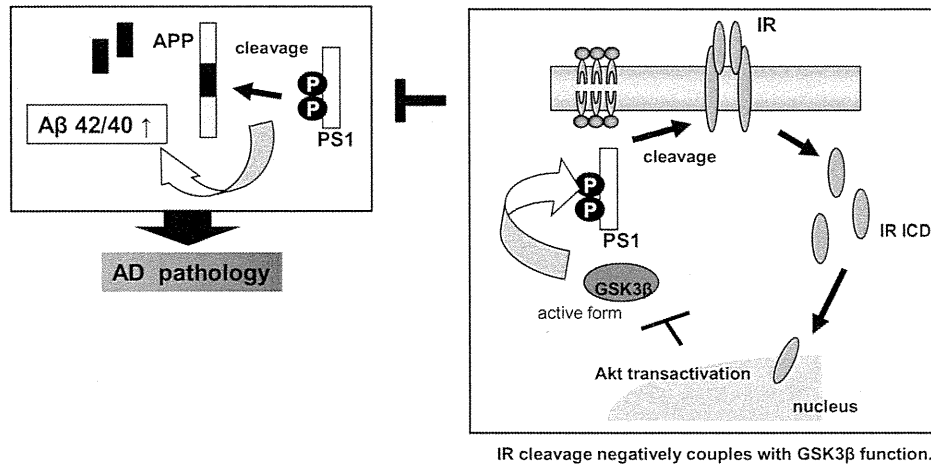 APP
cleavage
P
P
PS1
Aβ 42/40 ↑
AD pathology
IR
cleavage
P
P
PS1
IR ICD
GSK3β
active form
Akt transactivation
nucleus
IR cleavage negatively couples with GSK3β function.